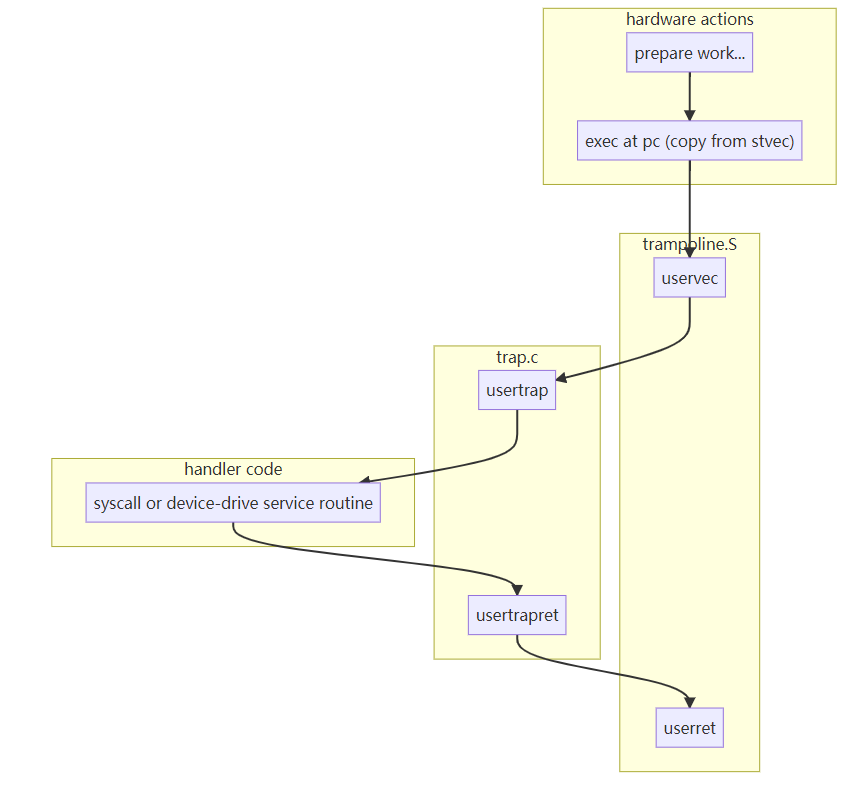 hardware actions
prepare work...
exec at pc (copy from stvec)
trampoline.S
uservec
trap.c
usertrap
handler code
syscall or device-drive service routine
usertrapret
userret